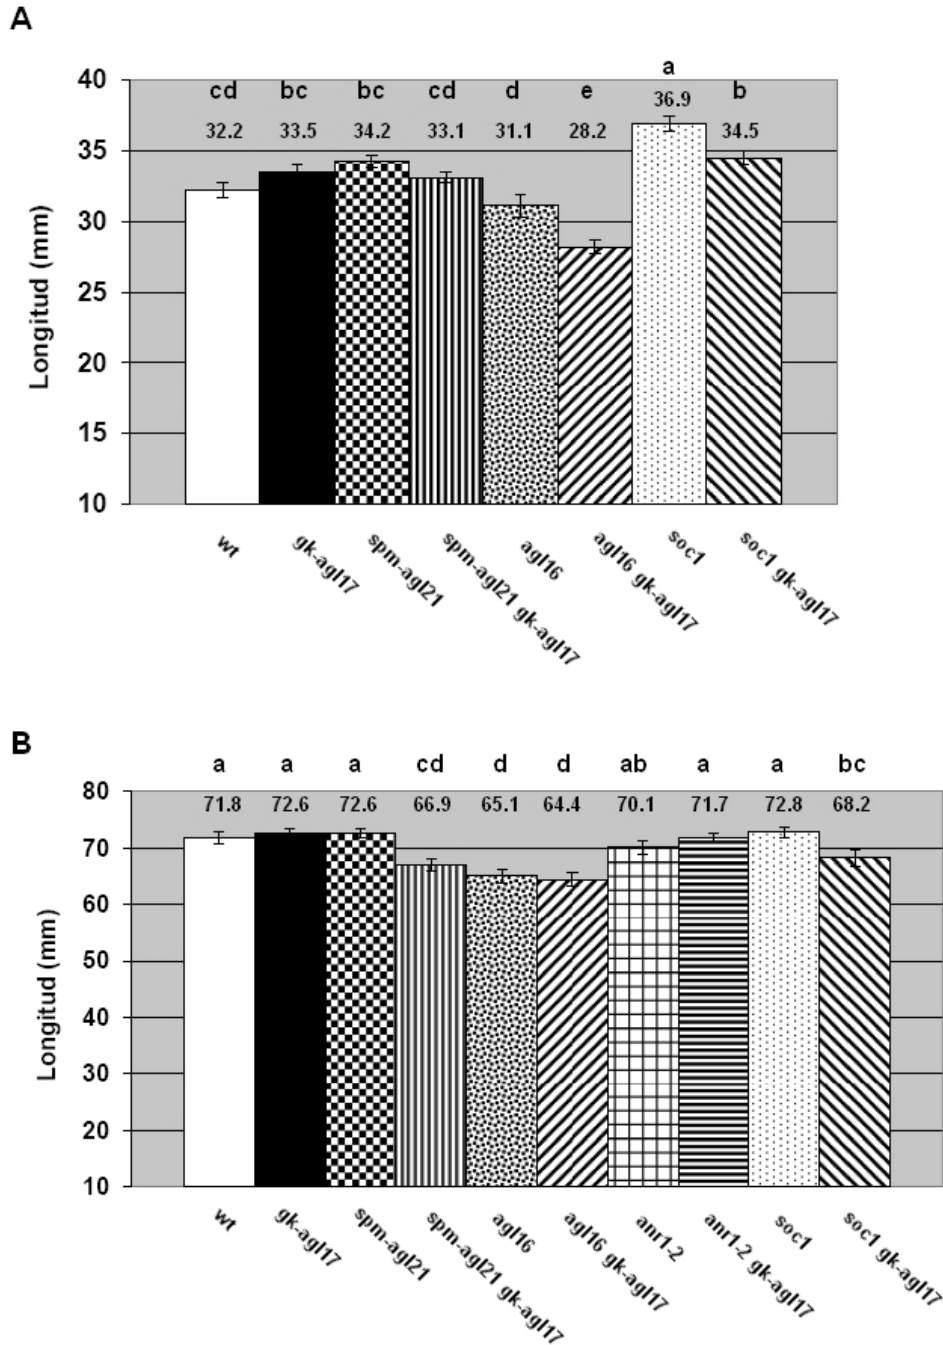 A
a
cd bc bc cd d e b
36.9
32.2 33.5 34.2 33.1 31.1 28.2 34.5
40
35
30
25
20
15
10
Longitud (mm)
wt
gk-agl17
spm-agl21
spm-agl21 gk-agl17
agl16
agl16 gk-agl17
soc1
soc1 gk-agl17
B
a a a cd d d ab a a bc
71.8 72.6 72.6 66.9 65.1 64.4 70.1 71.7 72.8 68.2
80
70
60
50
40
30
20
10
Longitud (mm)
wt
gk-agl17
spm-agl21
spm-agl21 gk-agl17
agl16
agl16 gk-agl17
anr1-2
anr1-2 gk-agl17
soc1
soc1 gk-agl17